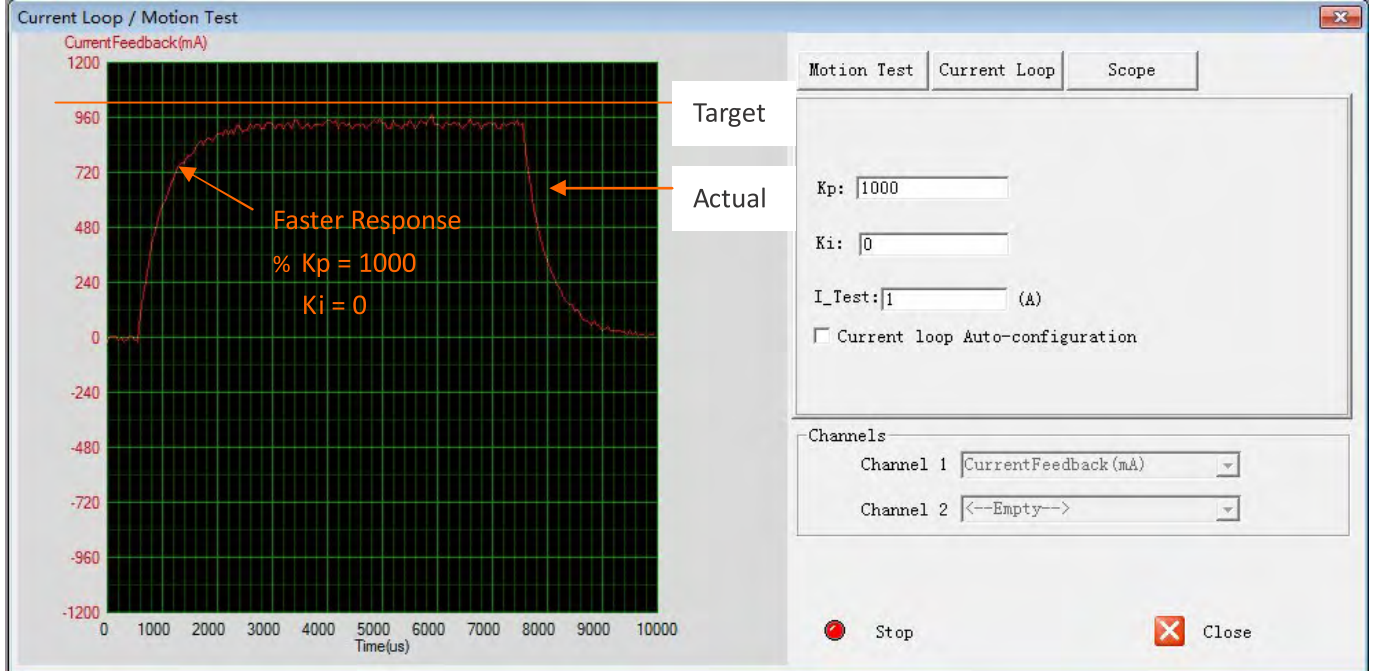 Current Loop / Motion Test
CurrentFeedback(mA)
1200
960
720
480
240
0
-240
-480
-720
-960
-1200
0 1000 2000 3000 4000 5000 6000 7000 8000 9000 10000
Time(us)
Target
Actual
Faster Response
% Kp = 1000
Ki = 0
Motion Test Current Loop Scope
Kp: 1000
Ki: 0
I_Test: 1 (A)
Current loop Auto-configuration
Channels
Channel 1 CurrentFeedback(mA)
Channel 2 <--Empty-->
Stop Close